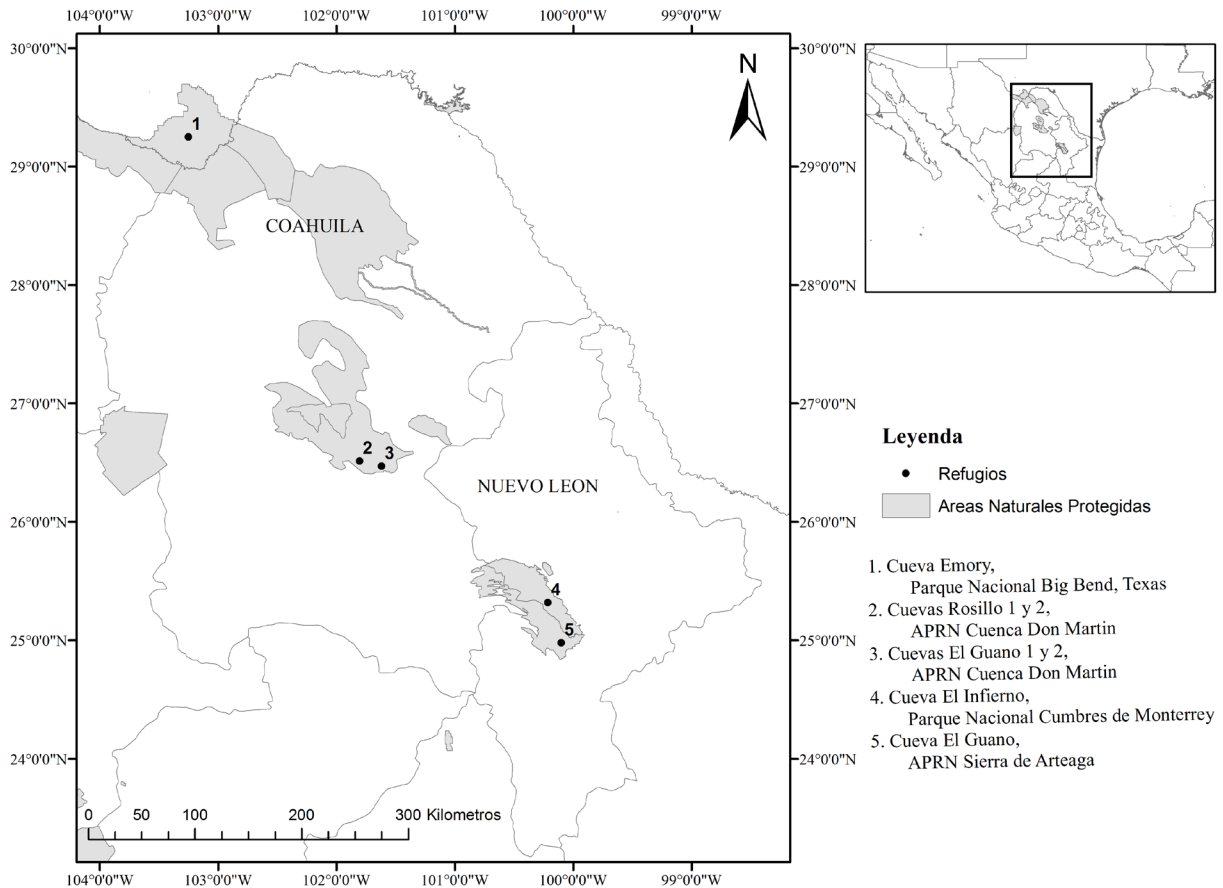 104°0'0"W 103°0'0"W 102°0'0"W 101°0'0"W 100°0'0"W 99°0'0"W
30°0'0"N 30°0'0"N
N
1
29°0'0"N 29°0'0"N
COAHUILA
28°0'0"N 28°0'0"N
27°0'0"N 27°0'0"N
2 3
NUEVO LEON
26°0'0"N 26°0'0"N
4
5
25°0'0"N 25°0'0"N
24°0'0"N 24°0'0"N
0 50 100 200 300 Kilometros
104°0'0"W 103°0'0"W 102°0'0"W 101°0'0"W 100°0'0"W 99°0'0"W
Leyenda
Refugios
Areas Naturales Protegidas
1. Cueva Emory,
Parque Nacional Big Bend, Texas
2. Cuevas Rosillo 1 y 2,
APRN Cuenca Don Martin
3. Cuevas El Guano 1 y 2,
APRN Cuenca Don Martin
4. Cueva El Infierno,
Parque Nacional Cumbres de Monterrey
5. Cueva El Guano,
APRN Sierra de Arteaga